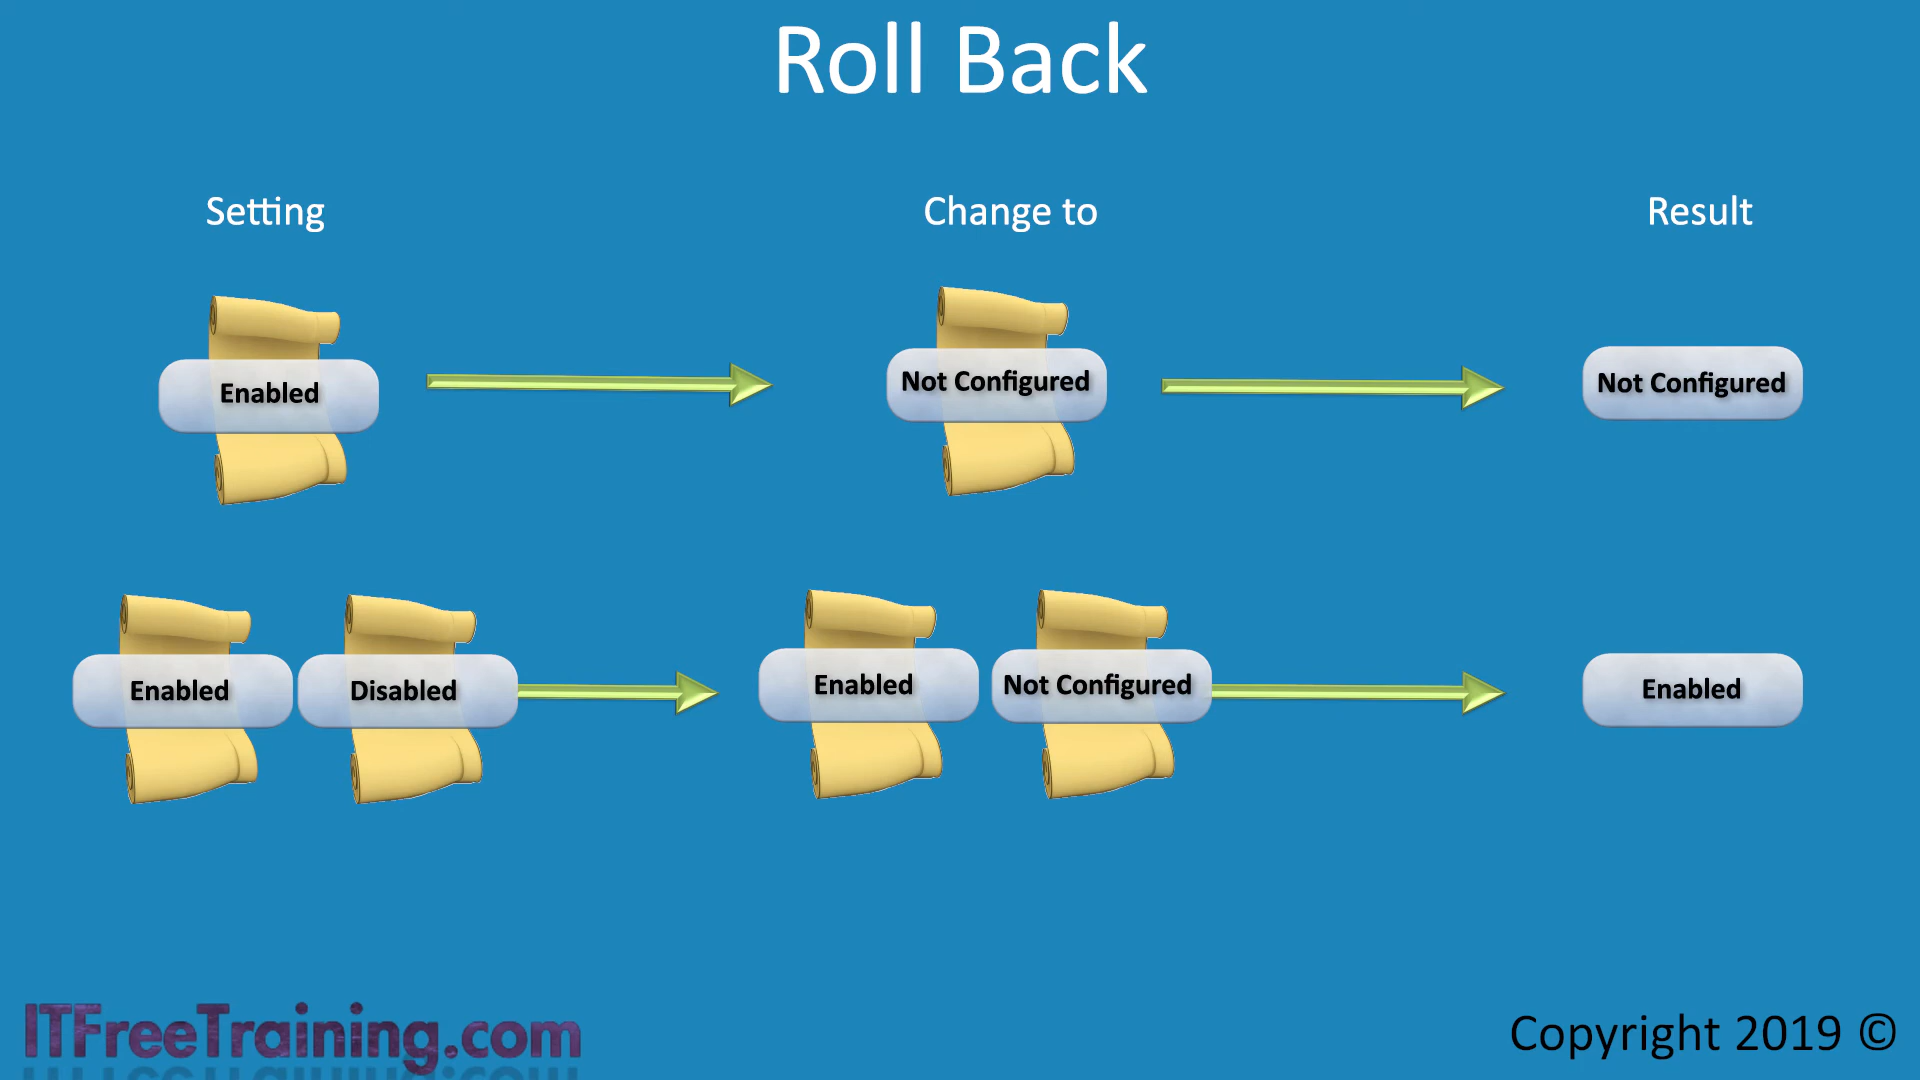 Roll Back
Setting Change to Result
Enabled Not Configured Not Configured
Enabled Disabled Enabled Not Configured Enabled
ITFreeTraining.com
Copyright 2019 ©